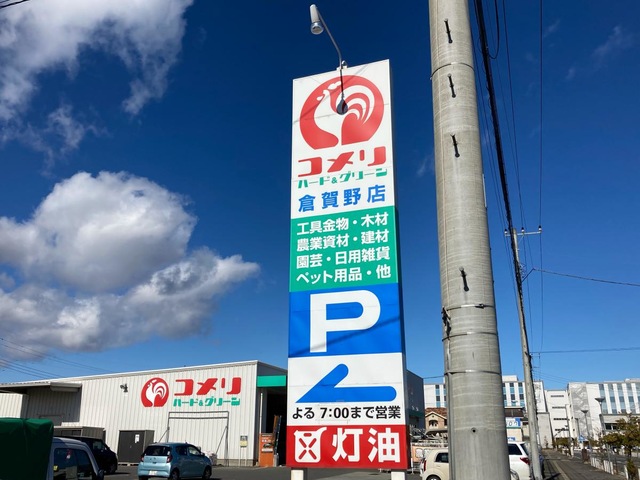 コメリ
ハード&グリーン
倉賀野店
工具金物・木材
農業資材・建材
園芸・日用雑貨
ペット用品・他
P
よる 7:00まで営業
灯油
コメリ
ハード&グリーン